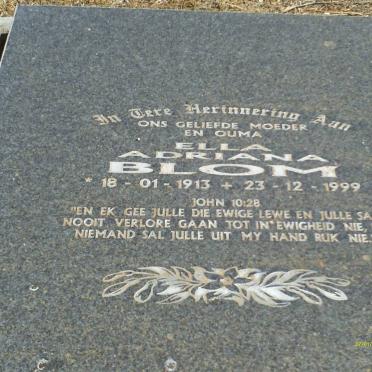 In Tere Herinnering Aan
ONS GELIEFDE MOEDER
EN OUMA
ELLA
ADRIANA
BLOM
* 18 - 01 - 1913 + 23 - 12 - 1999
JOHN 10:28
"EN EK GEE JULLE DIE EWIGE LEWE EN JULLE SA
NOOIT VERLORE GAAN TOT IN EWIGHEID NIE,
NIEMAND SAL JULLE UIT MY HAND RUK NIE.